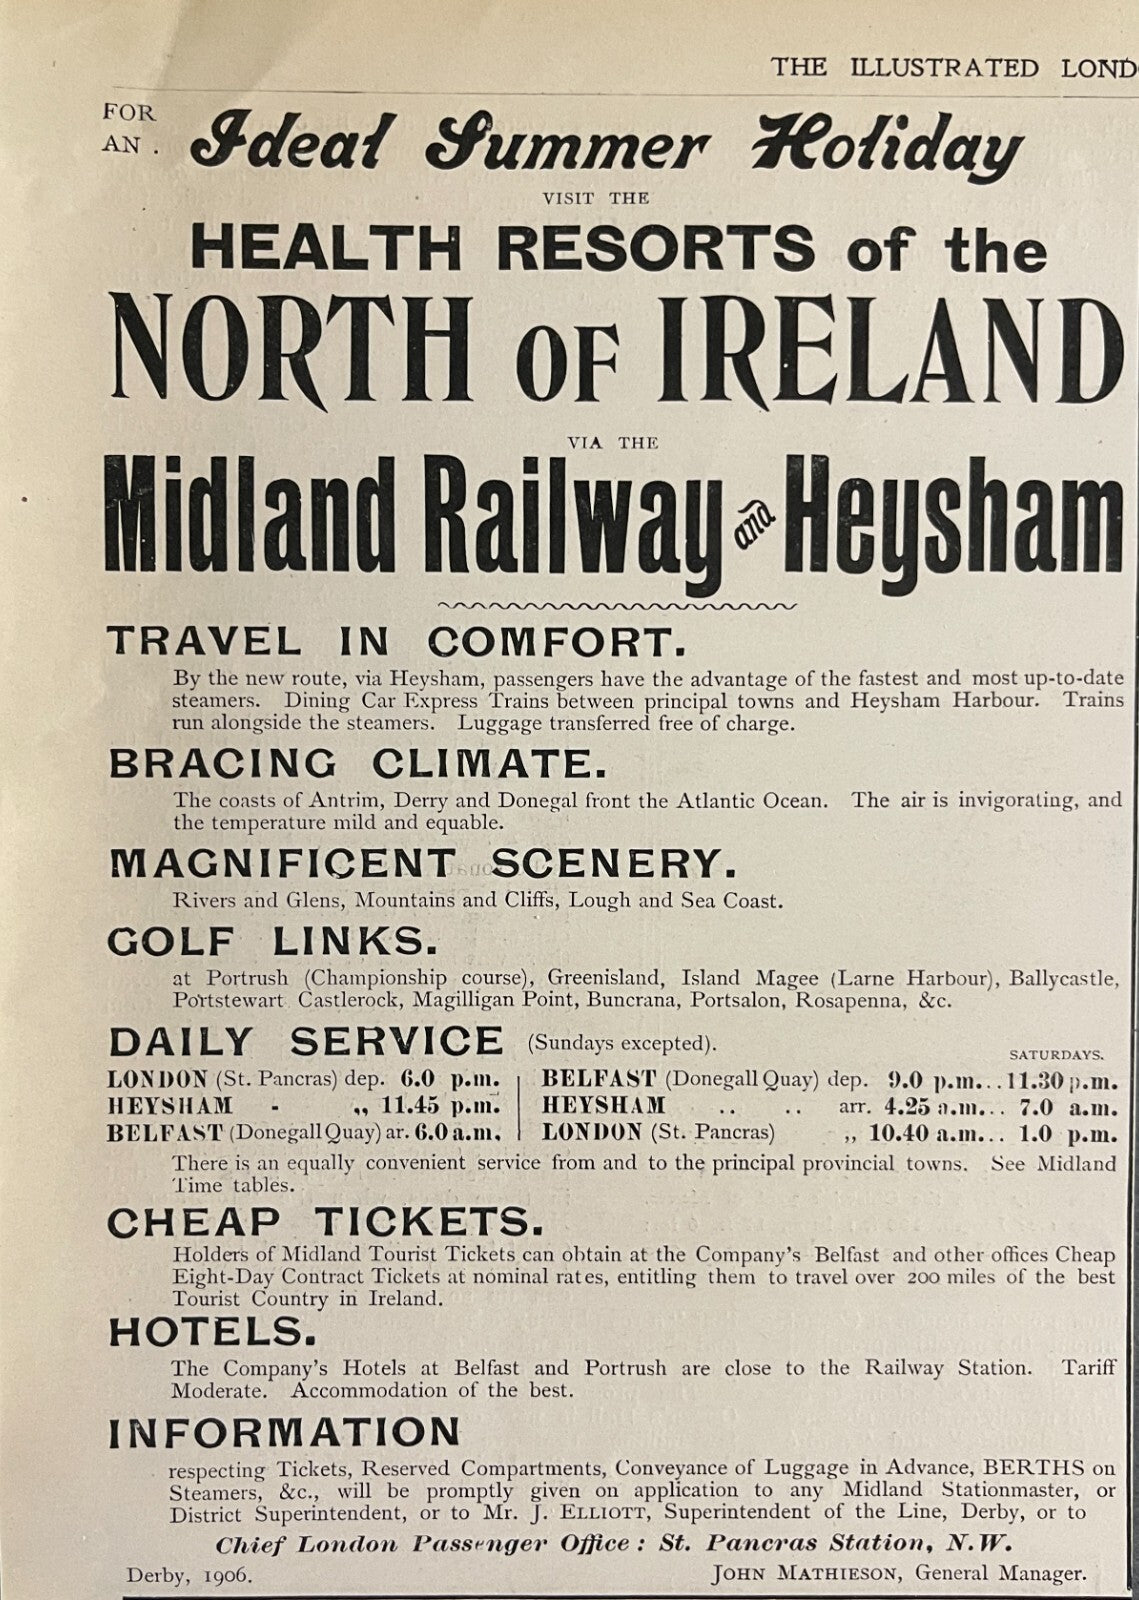 THE ILLUSTRATED LOND
FOR
AN . Ideal Summer Holiday
VISIT THE
HEALTH RESORTS of the
NORTH OF IRELAND
VIA THE
Midland Railway and Heysham
TRAVEL IN COMFORT.
By the new route, via Heysham, passengers have the advantage of the fastest and most up-to-date
steamers. Dining Car Express Trains between principal towns and Heysham Harbour. Trains
run alongside the steamers. Luggage transferred free of charge.
BRACING CLIMATE.
The coasts of Antrim, Derry and Donegal front the Atlantic Ocean. The air is invigorating, and
the temperature mild and equable.
MAGNIFICENT SCENERY.
Rivers and Glens, Mountains and Cliffs, Lough and Sea Coast.
GOLF LINKS.
at Portrush (Championship course), Greenisland, Island Magee (Larne Harbour), Ballycastle,
Portstewart Castlerock, Magilligan Point, Buncrana, Portsalon, Rosapenna, &c.
DAILY SERVICE (Sundays excepted).
SATURDAYS.
LONDON (St. Pancras) dep. 6.0 p.m. BELFAST (Donegall Quay) dep. 9.0 p.m... 11.30 p.m.
HEYSHAM - ,, 11.45 p.m. HEYSHAM .. .. arr. 4.25 a.m... 7.0 a.m.
BELFAST (Donegall Quay) ar. 6.0 a.m. LONDON (St. Pancras) ,, 10.40 a.m... 1.0 p.m.
There is an equally convenient service from and to the principal provincial towns. See Midland
Time tables.
CHEAP TICKETS.
Holders of Midland Tourist Tickets can obtain at the Company's Belfast and other offices Cheap
Eight-Day Contract Tickets at nominal rates, entitling them to travel over 200 miles of the best
Tourist Country in Ireland.
HOTELS.
The Company's Hotels at Belfast and Portrush are close to the Railway Station. Tariff
Moderate. Accommodation of the best.
INFORMATION
respecting Tickets, Reserved Compartments, Conveyance of Luggage in Advance, BERTHS on
Steamers, &c., will be promptly given on application to any Midland Stationmaster, or
District Superintendent, or to Mr. J. ELLIOTT, Superintendent of the Line, Derby, or to
Chief London Passenger Office : St. Pancras Station, N.W.
Derby, 1906. JOHN MATHIESON, General Manager.